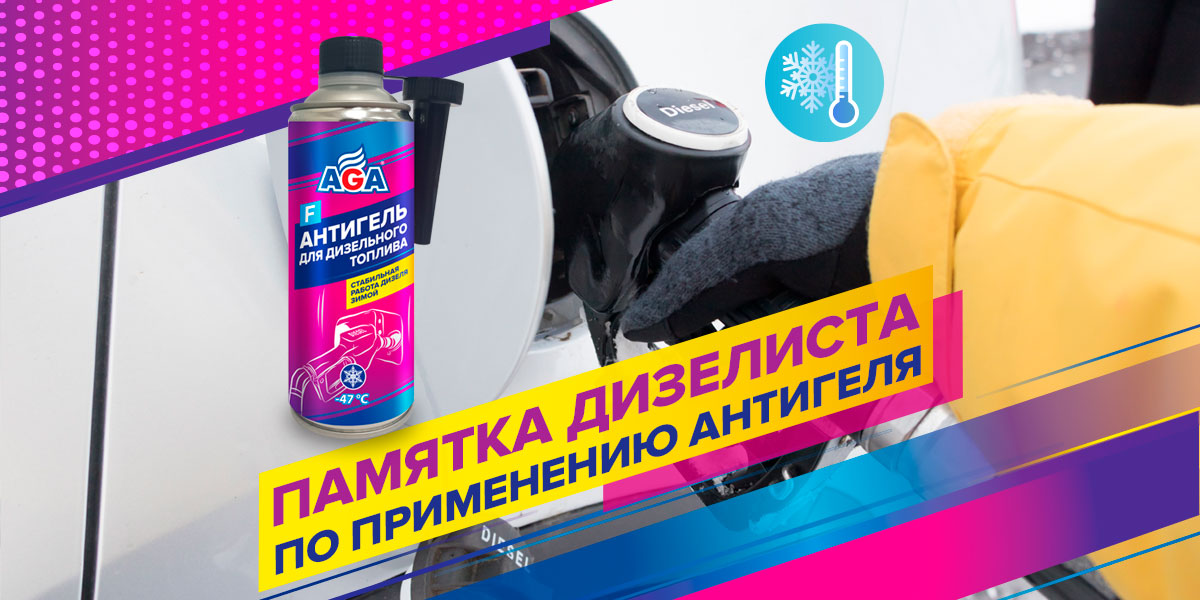 AGA
F
АНТИГЕЛЬ
ДЛЯ ДИЗЕЛЬНОГО
ТОПЛИВА
СТАБИЛЬНАЯ
РАБОТА ДИЗЕЛЯ
ЗИМОЙ
-47 °C
Diesel
ПАМЯТКА ДИЗЕЛИСТА
ПО ПРИМЕНЕНИЮ АНТИГЕЛЯ
DIESEL